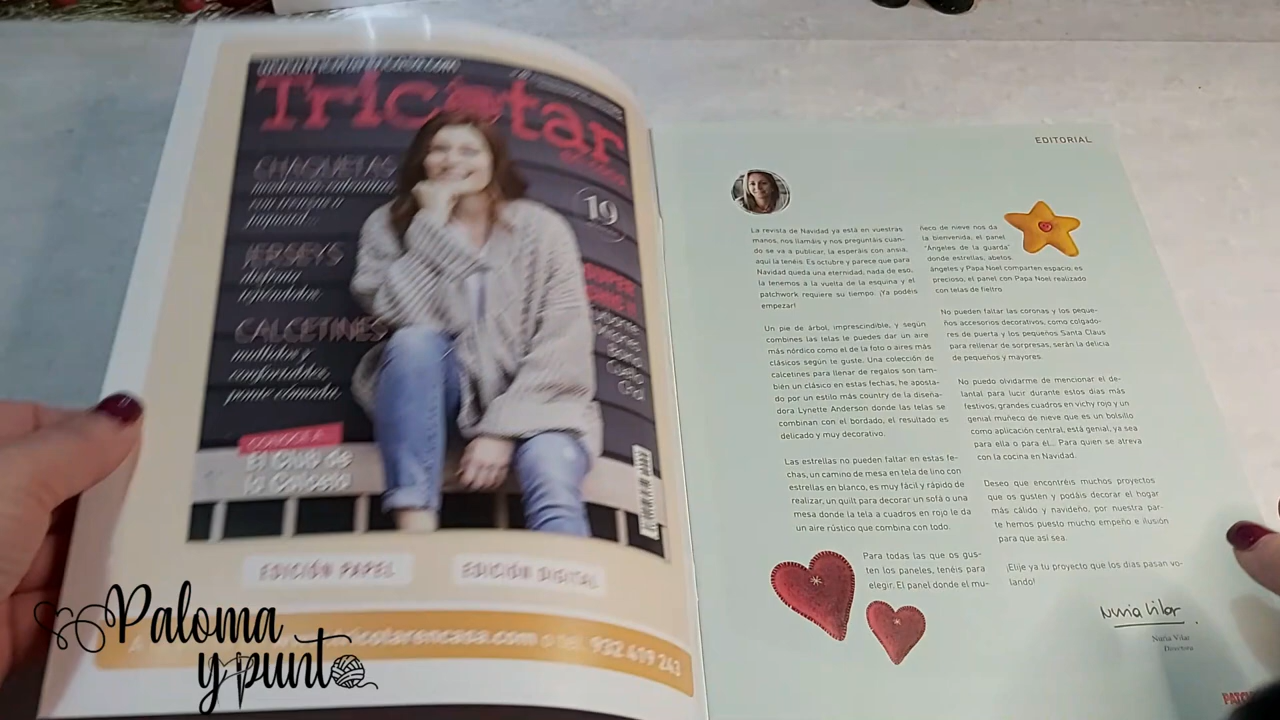 Tricotar
CHAQUETAS
19
JERSEYS
CALCETINES
El Club de
la Calceta
EDICIÓN PAPEL
EDICIÓN DIGITAL
tricotarencasa.com o tel. 932 419 243
Paloma
y punto
EDITORIAL
La revista de Navidad ya está en vuestras
manos, nos llamáis y nos preguntáis cuan-
do se va a publicar, la esperáis con ansia,
aquí la tenéis. Es octubre y parece que para
Navidad queda una eternidad, nada de eso,
la tenemos a la vuelta de la esquina y el
patchwork requiere su tiempo. ¡Ya podéis
empezar!
Un pie de árbol, imprescindible, y según
combines las telas le puedes dar un aire
más nórdico como el de la foto o aires más
clásicos según te guste. Una colección de
calcetines para llenar de regalos son tam-
bién un clásico en estas fechas, he aposta-
do por un estilo más country de la diseña-
dora Lynette Anderson donde las telas se
combinan con el bordado, el resultado es
delicado y muy decorativo.
Las estrellas no pueden faltar en estas fe-
chas, un camino de mesa en tela de lino con
estrellas en blanco, es muy fácil y rápido de
realizar, un quilt para decorar un sofá o una
mesa donde la tela a cuadros en rojo le da
un aire rústico que combina con todo.
Para todas las que os gus-
ten los paneles, tenéis para
elegir. El panel donde el mu-
ñeco de nieve nos da
la bienvenida, el panel
"Ángeles de la guarda"
donde estrellas, abetos,
ángeles y Papa Noel comparten espacio, es
precioso, el panel con Papa Noel realizado
con telas de fieltro.
No pueden faltar las coronas y los peque-
ños accesorios decorativos, como colgado-
res de puerta y los pequeños Santa Claus
para rellenar de sorpresas, serán la delicia
de pequeños y mayores.
No puedo olvidarme de mencionar el de-
lantal para lucir durante estos días más
festivos, grandes cuadros en vichy rojo y un
genial muñeco de nieve que es un bolsillo
como aplicación central, está genial, ya sea
para ella o para él... Para quien se atreva
con la cocina en Navidad.
Deseo que encontréis muchos proyectos
que os gusten y podáis decorar el hogar
más cálido y navideño, por nuestra par-
te hemos puesto mucho empeño e ilusión
para que así sea.
¡Elije ya tu proyecto que los días pasan vo-
lando!
Nuria Vilar
Nuria Vilar
Directora